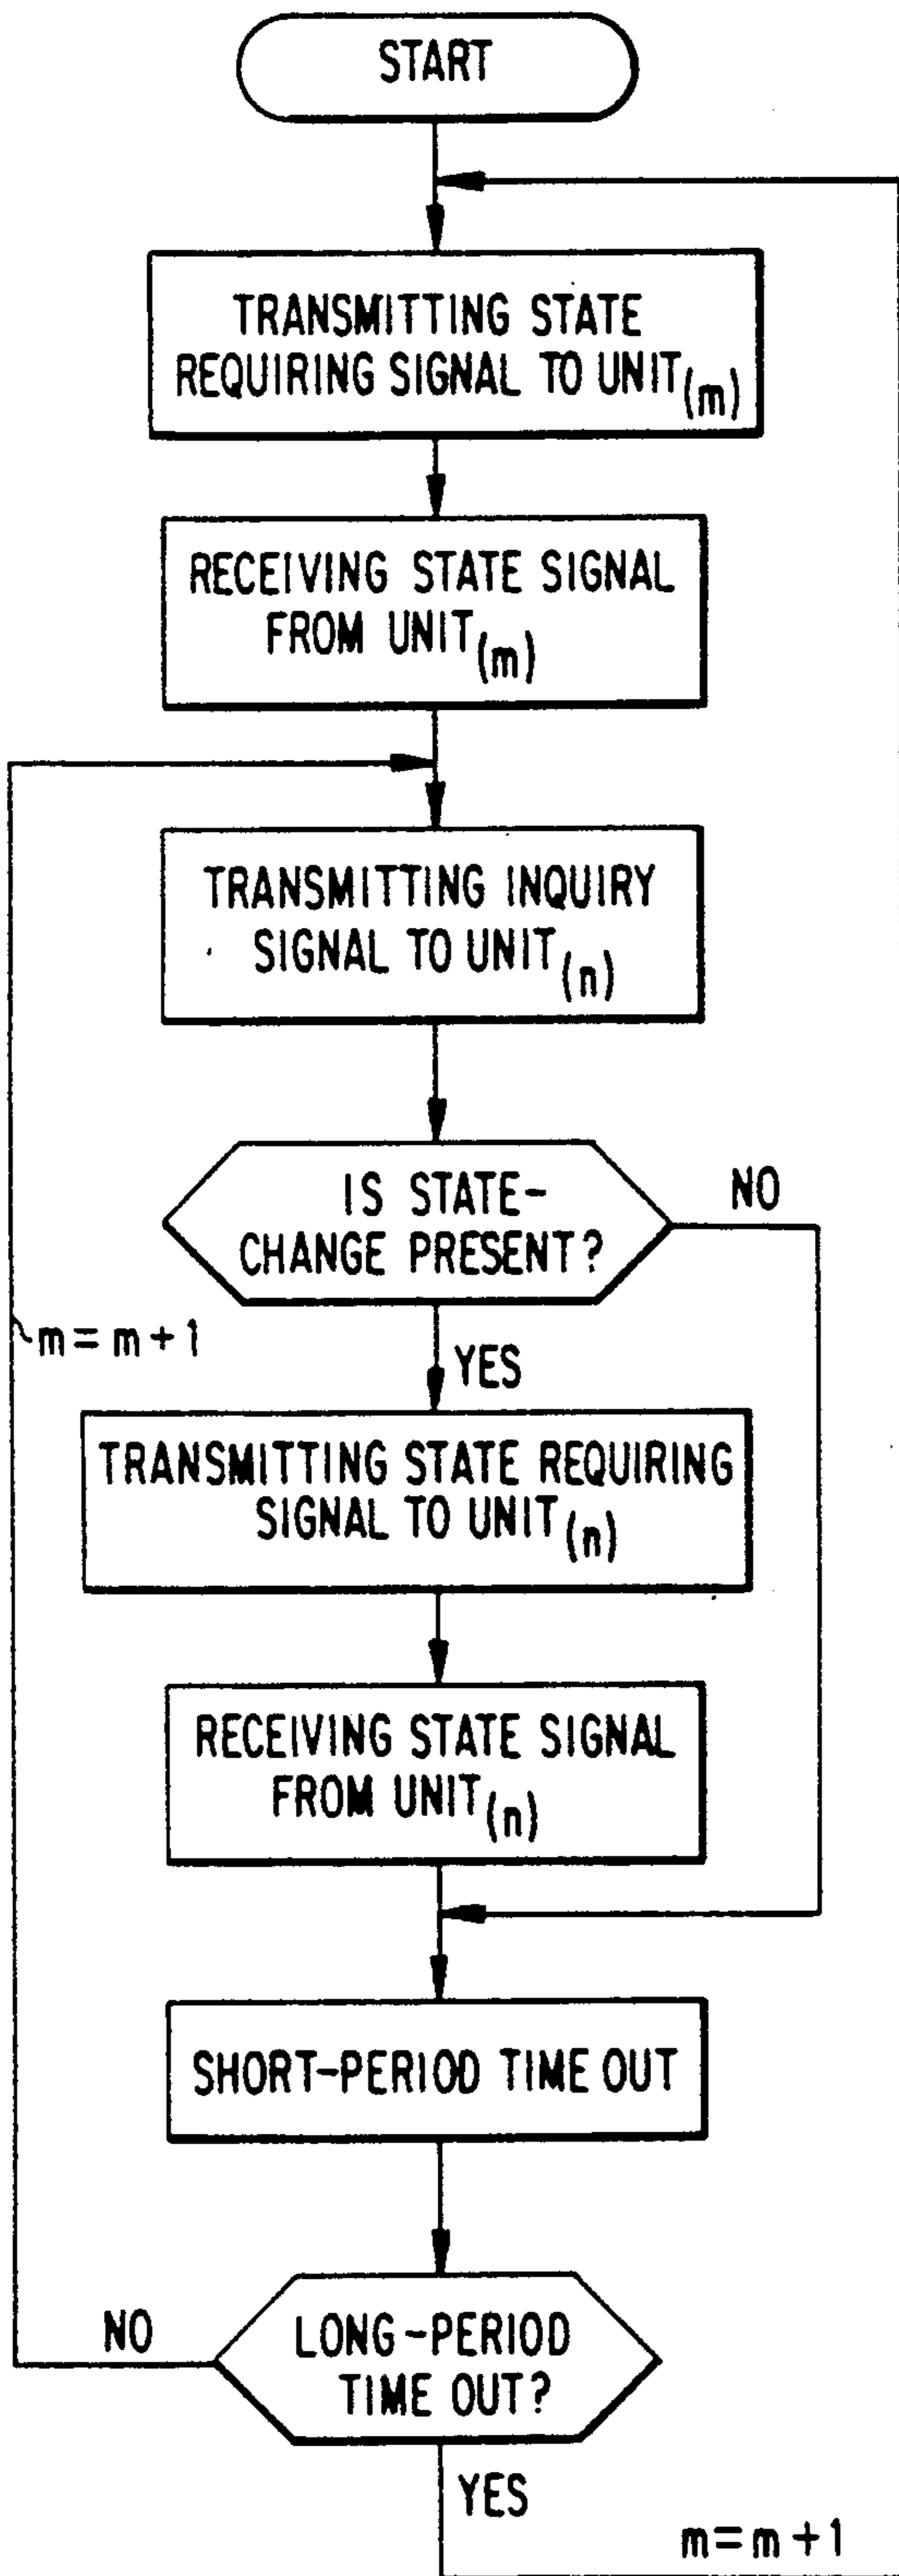 START
TRANSMITTING STATE
REQUIRING SIGNAL TO UNIT(m)
RECEIVING STATE SIGNAL
FROM UNIT(m)
TRANSMITTING INQUIRY
SIGNAL TO UNIT(n)
IS STATE-
CHANGE PRESENT?
NO
m = m + 1
YES
TRANSMITTING STATE REQUIRING
SIGNAL TO UNIT(n)
RECEIVING STATE SIGNAL
FROM UNIT(n)
SHORT-PERIOD TIME OUT
NO
LONG-PERIOD
TIME OUT?
YES
m = m + 1